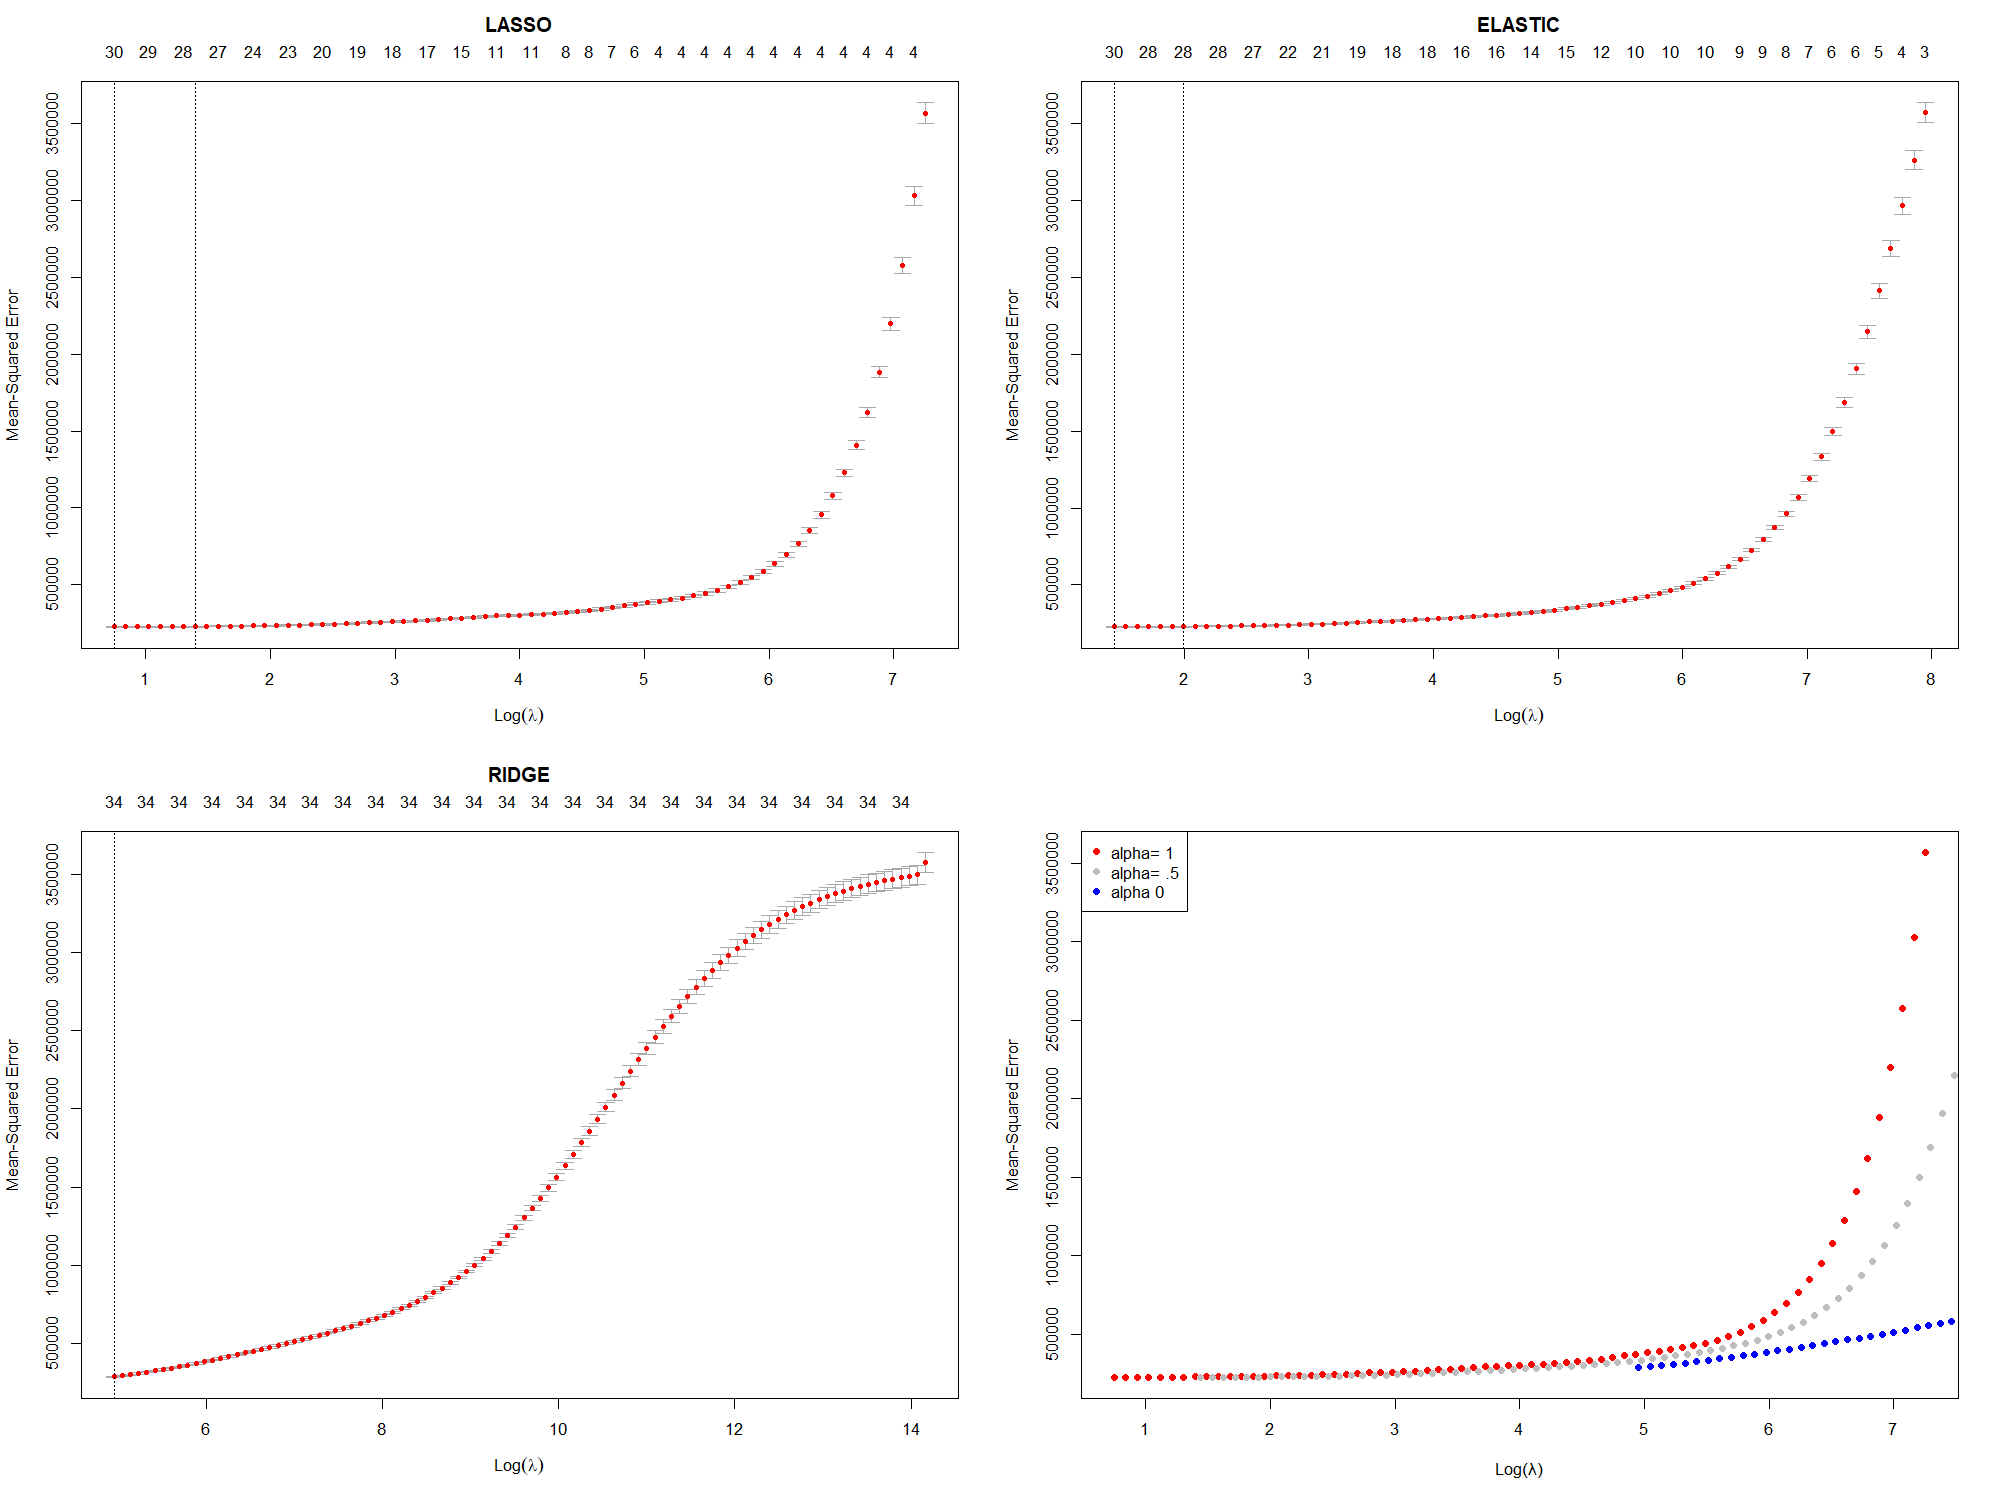 LASSO
30 29 28 27 24 23 20 19 18 17 15 11 11 8 8 7 6 4 4 4 4 4 4 4 4
3500000
3000000
2500000
2000000
1500000
1000000
500000
Mean-Squared Error
1 2 3 4 5 6 7
Log(λ)
ELASTIC
30 28 28 28 27 22 21 19 18 18 16 16 14 15 12 10 10 10 9 9 8 7 6 6 5 4 3
3500000
3000000
2500000
2000000
1500000
1000000
500000
Mean-Squared Error
2 3 4 5 6 7 8
Log(λ)
RIDGE
34 34 34 34 34 34 34 34 34 34 34 34 34 34 34 34 34 34 34 34 34 34 34 34 34
3500000
3000000
2500000
2000000
1500000
1000000
500000
Mean-Squared Error
6 8 10 12 14
Log(λ)
alpha= 1
alpha= .5
alpha 0
3500000
3000000
2500000
2000000
1500000
1000000
500000
Mean-Squared Error
1 2 3 4 5 6 7
Log(λ)